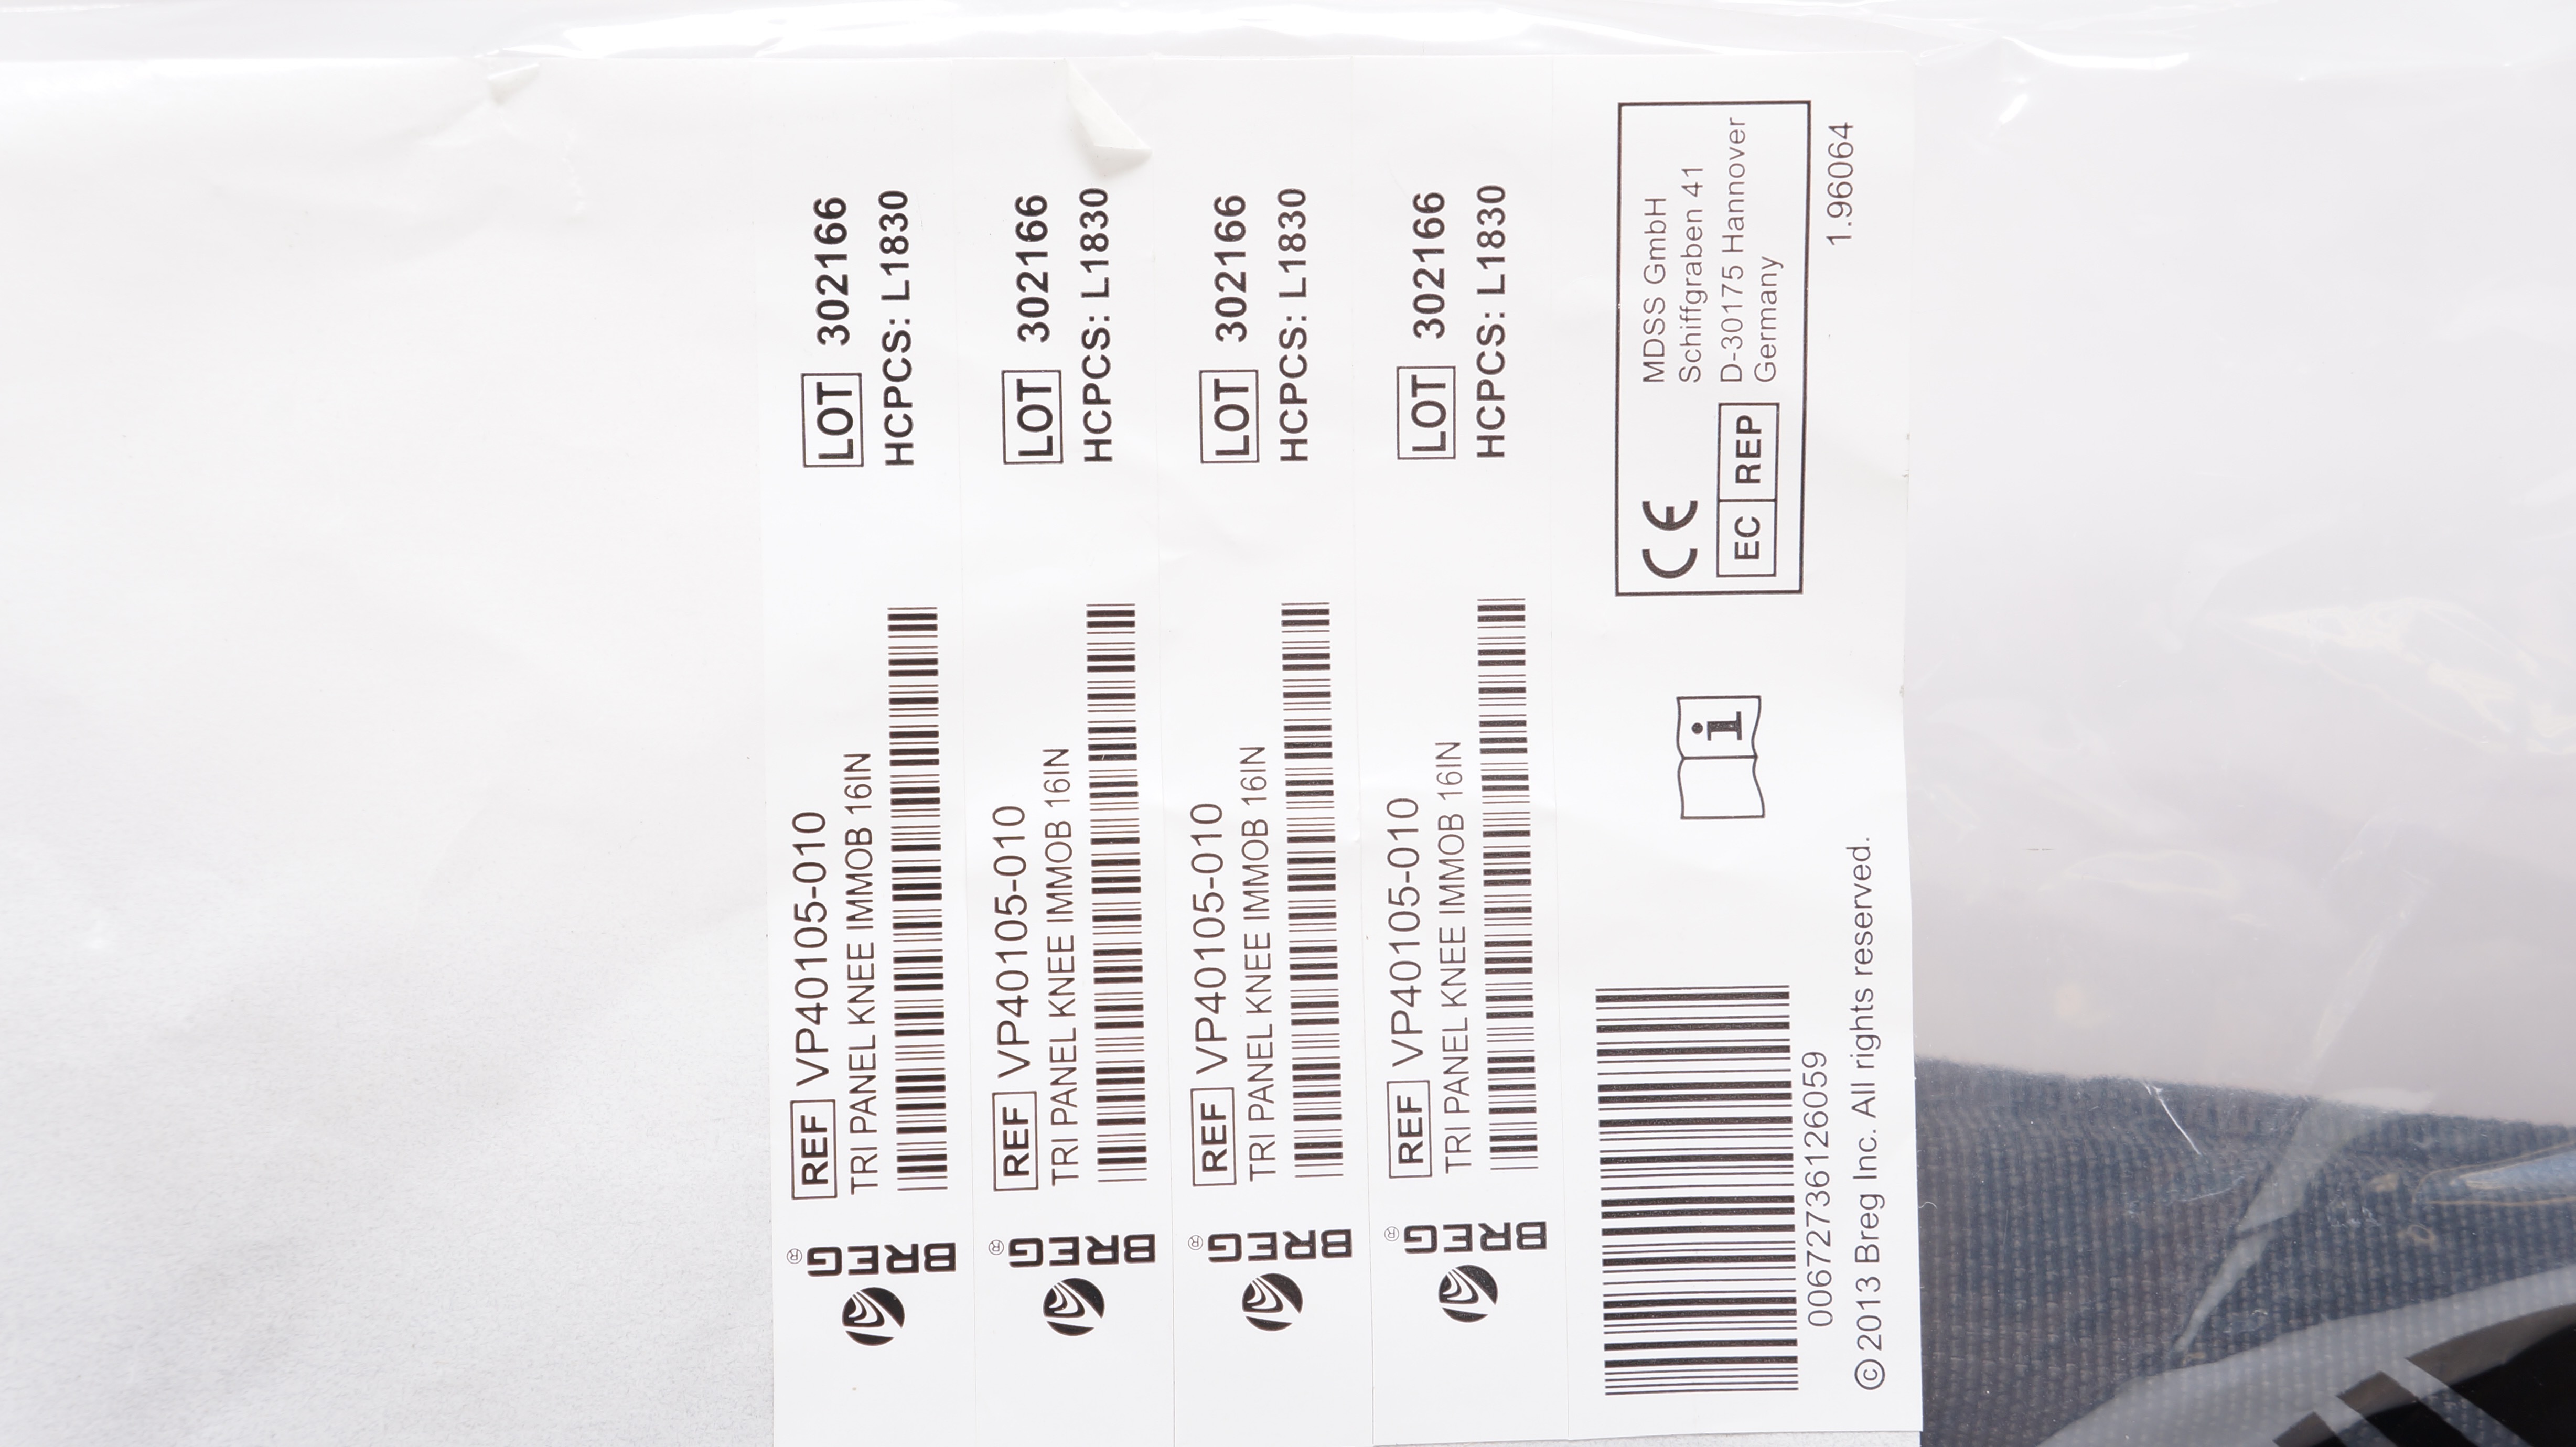 BREG®
REF VP40105-010
TRI PANEL KNEE IMMOB 16IN
LOT 302166
HCPCS: L1830
BREG®
REF VP40105-010
TRI PANEL KNEE IMMOB 16IN
LOT 302166
HCPCS: L1830
BREG®
REF VP40105-010
TRI PANEL KNEE IMMOB 16IN
LOT 302166
HCPCS: L1830
BREG®
REF VP40105-010
TRI PANEL KNEE IMMOB 16IN
LOT 302166
HCPCS: L1830
00672736126059
©2013 Breg Inc. All rights reserved.
i
CE
EC REP
MDSS GmbH
Schiffgraben 41
D-30175 Hannover
Germany
1.96064